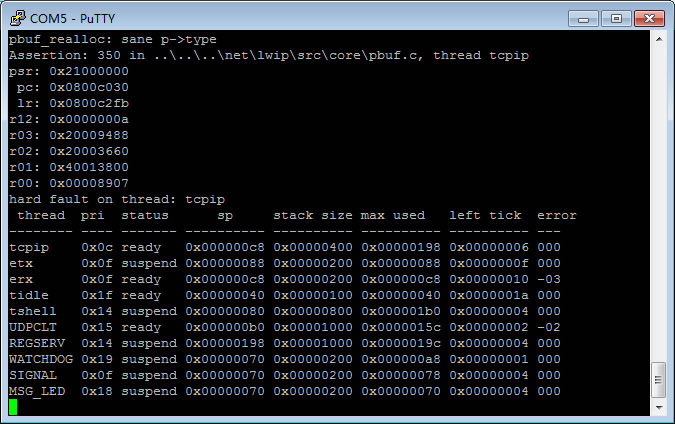 COM5 - PuTTY
pbuf_realloc: sane p->type
Assertion: 350 in ..\..\..\net\lwip\src\core\pbuf.c, thread tcpip
psr: 0x21000000
 pc: 0x0800c030
 lr: 0x0800c2fb
r12: 0x0000000a
r03: 0x20009488
r02: 0x20003660
r01: 0x40013800
r00: 0x00008907
hard fault on thread: tcpip
 thread  pri  status      sp     stack size max used   left tick  error
-------- ---- ------- ---------- ---------- ---------- ---------- ---
tcpip    0x0c ready   0x000000c8 0x00000400 0x00000198 0x00000006 000
etx      0x0f suspend 0x00000088 0x00000200 0x00000088 0x0000000f 000
erx      0x0f ready   0x000000c8 0x00000200 0x000000c8 0x00000010 -03
tidle    0x1f ready   0x00000040 0x00000100 0x00000040 0x0000001a 000
tshell   0x14 suspend 0x00000080 0x00000800 0x000001b0 0x00000004 000
UDPCLT   0x15 ready   0x000000b0 0x00001000 0x0000015c 0x00000002 -02
REGSERV  0x14 suspend 0x00000198 0x00001000 0x0000019c 0x00000004 000
WATCHDOG 0x19 suspend 0x00000070 0x00000200 0x000000a8 0x00000001 000
SIGNAL   0x0f suspend 0x00000070 0x00000200 0x00000078 0x00000004 000
MSG_LED  0x18 suspend 0x00000070 0x00000200 0x00000070 0x00000004 000